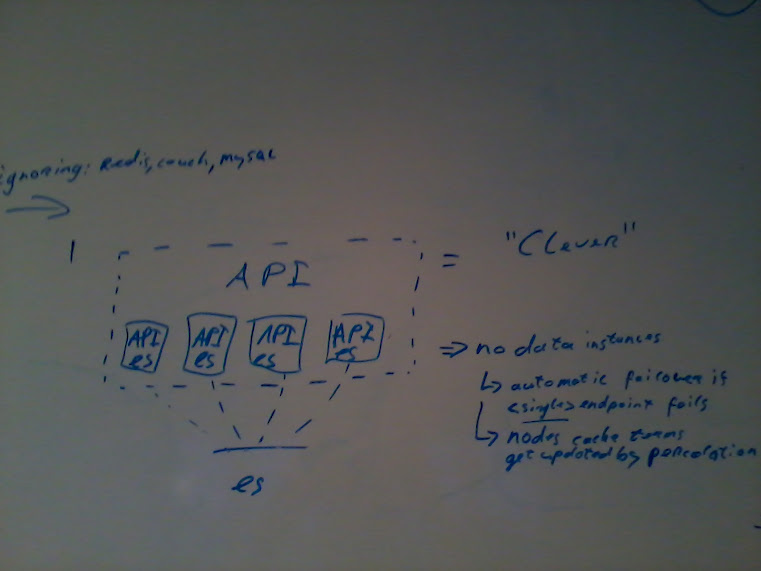 ignoring: Redis, couch, mysql
1
API
= "Clever"
API API API API
es es es es
=> no data instances
↳ automatic failover if
<single> endpoint fails
↳ nodes cache terms
get updated by percolation
es